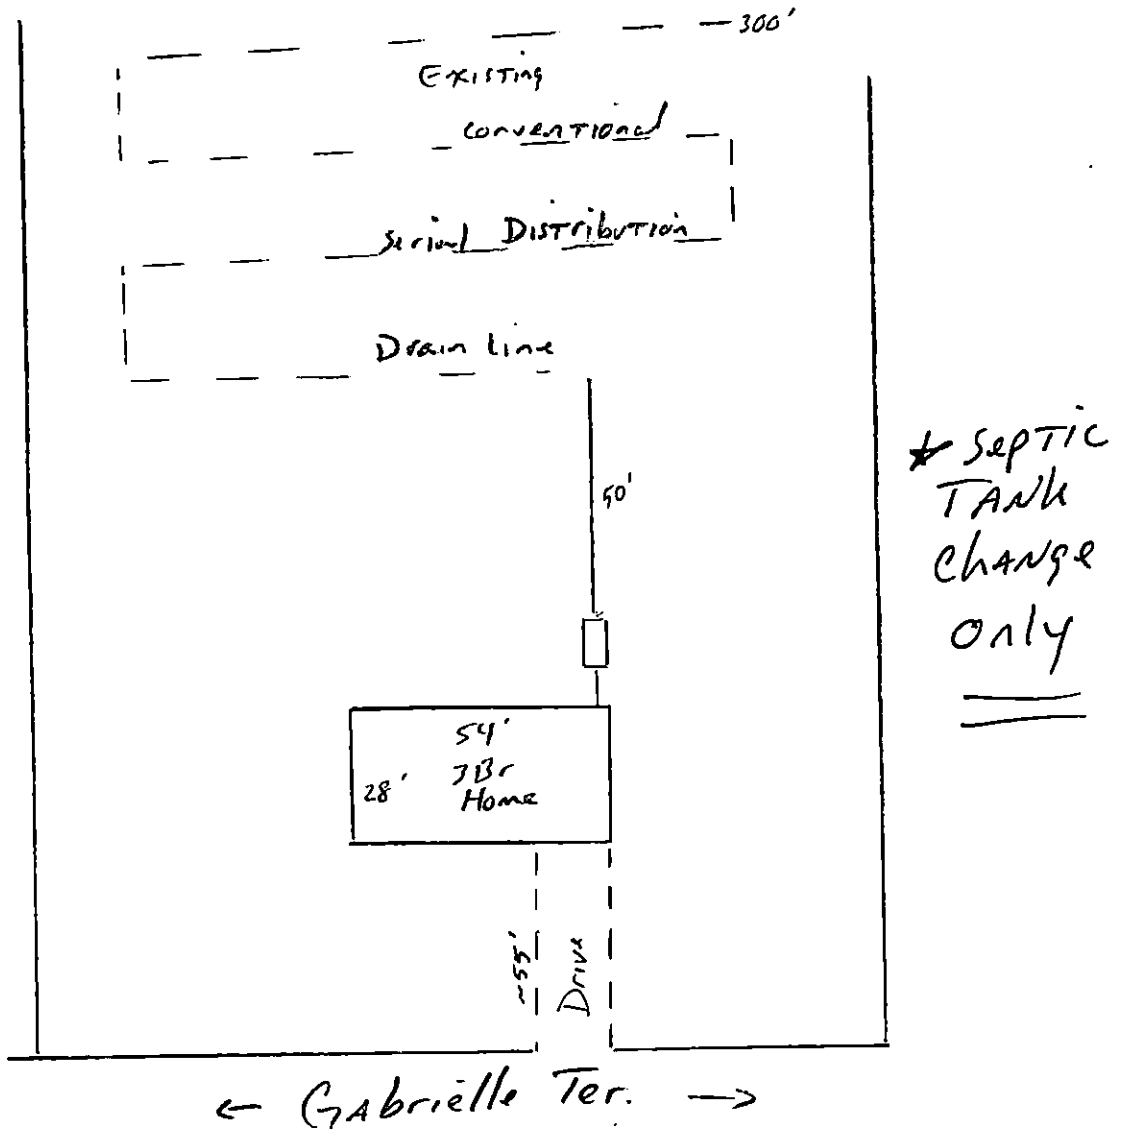 300'
Existing
conventional
Serial Distribution
Drain line
50'
* Septic
TANK
Change
Only
54'
3Br
28'
Home
~55'
Drive
← GAbrielle Ter. →